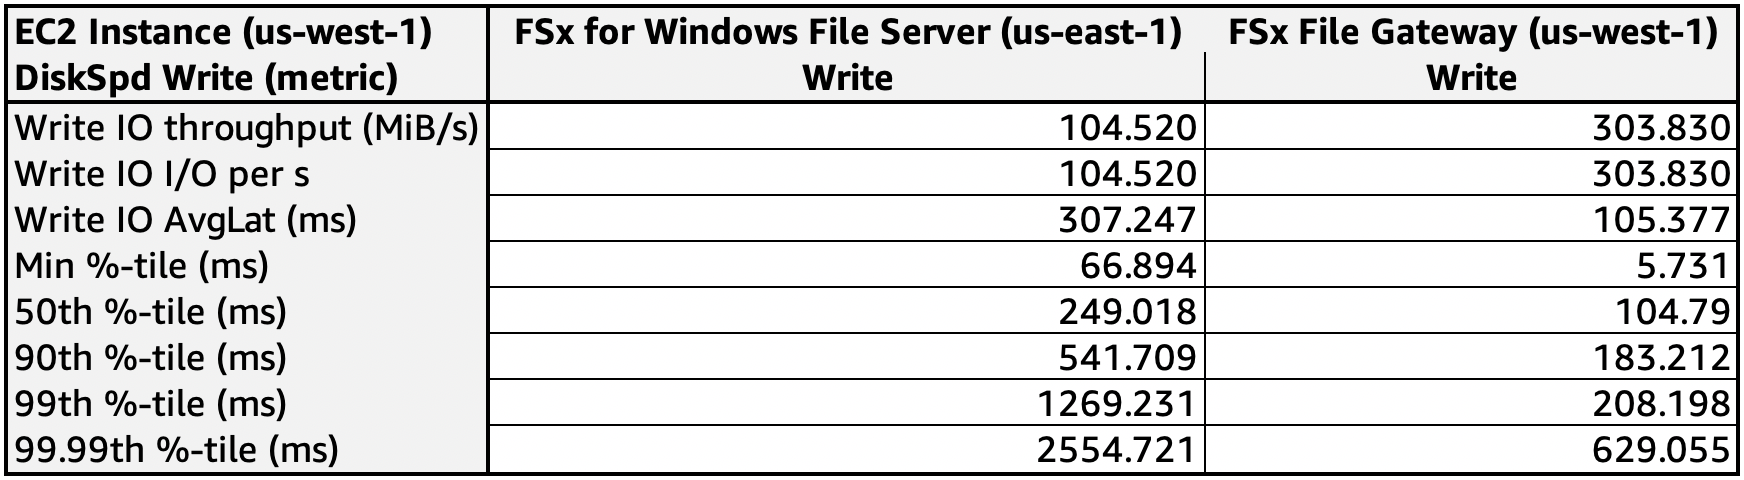 EC2 Instance (us-west-1) FSx for Windows File Server (us-east-1) FSx File Gateway (us-west-1)
DiskSpd Write (metric) Write Write
Write IO throughput (MiB/s) 104.520 303.830
Write IO I/O per s 104.520 303.830
Write IO AvgLat (ms) 307.247 105.377
Min %-tile (ms) 66.894 5.731
50th %-tile (ms) 249.018 104.79
90th %-tile (ms) 541.709 183.212
99th %-tile (ms) 1269.231 208.198
99.99th %-tile (ms) 2554.721 629.055